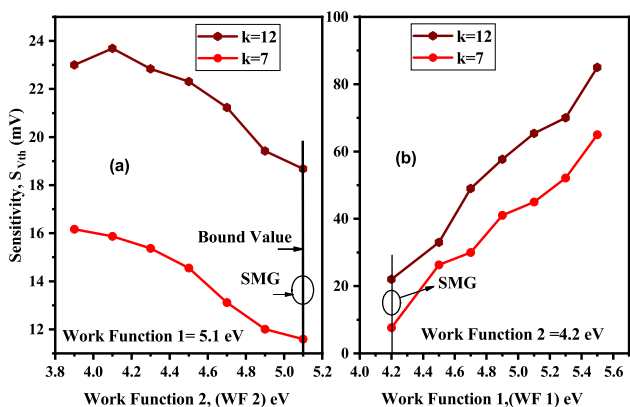 k=12
k=7
(a)
Bound Value
SMG
Work Function 1= 5.1 eV
24
22
20
18
16
14
12
3.8 4.0 4.2 4.4 4.6 4.8 5.0 5.2
Sensitivity, S_Vth (mV)
Work Function 2, (WF 2) eV
k=12
k=7
(b)
SMG
Work Function 2 =4.2 eV
100
80
60
40
20
0
4.0 4.2 4.4 4.6 4.8 5.0 5.2 5.4 5.6
Work Function 1,(WF 1) eV